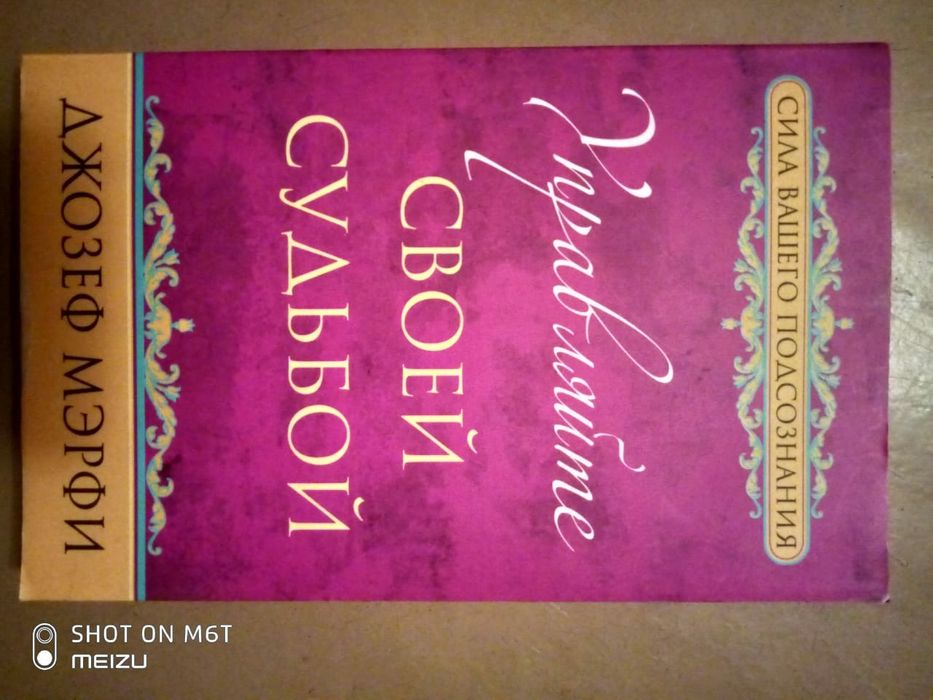 СИЛА ВАШЕГО ПОДСОЗНАНИЯ
Управляйте
СВОЕЙ
СУДЬБОЙ
ДЖОЗЕФ МЭРФИ
SHOT ON M6T
MEIZU